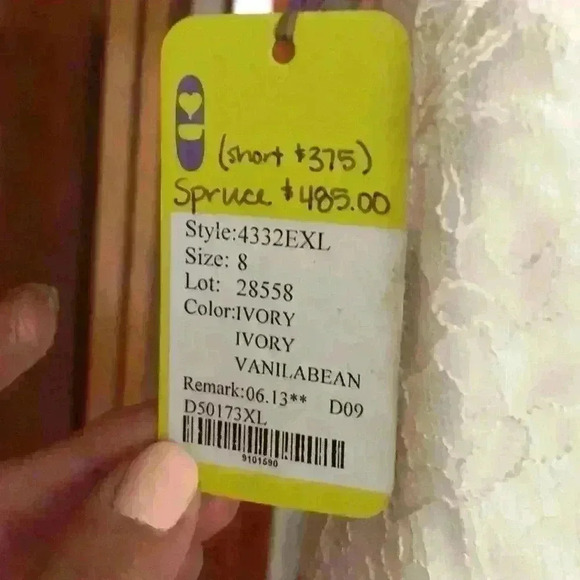 (short $375)
Spruce $485.00
Style:4332EXL
Size: 8
Lot: 28558
Color:IVORY
IVORY
VANILABEAN
Remark:06.13** D09
D50173XL
9101590